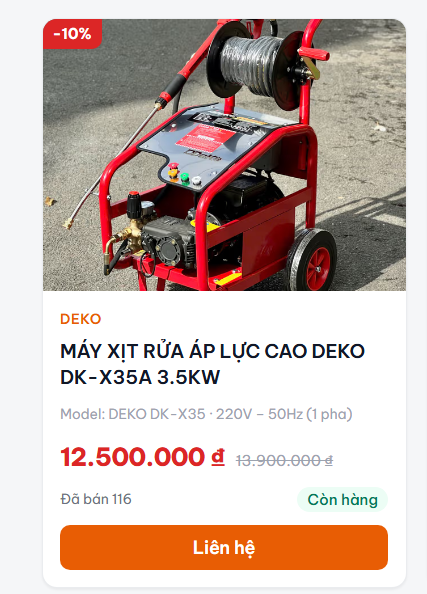 -10%
DEKO
MÁY XỊT RỬA ÁP LỰC CAO DEKO
DK-X35A 3.5KW
Model: DEKO DK-X35 · 220V – 50Hz (1 pha)
12.500.000 ₫ 13.900.000 ₫
Đã bán 116
Còn hàng
Liên hệ